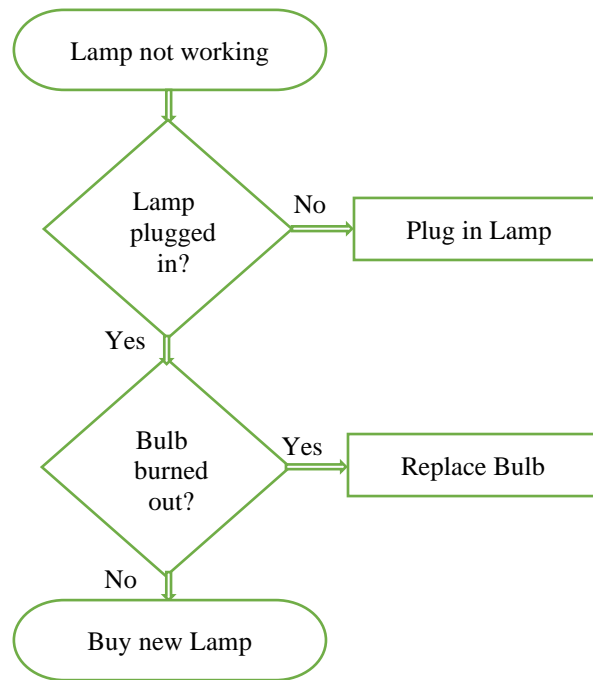 Lamp not working
Lamp
plugged
in?
No
Plug in Lamp
Yes
Bulb
burned
out?
Yes
Replace Bulb
No
Buy new Lamp